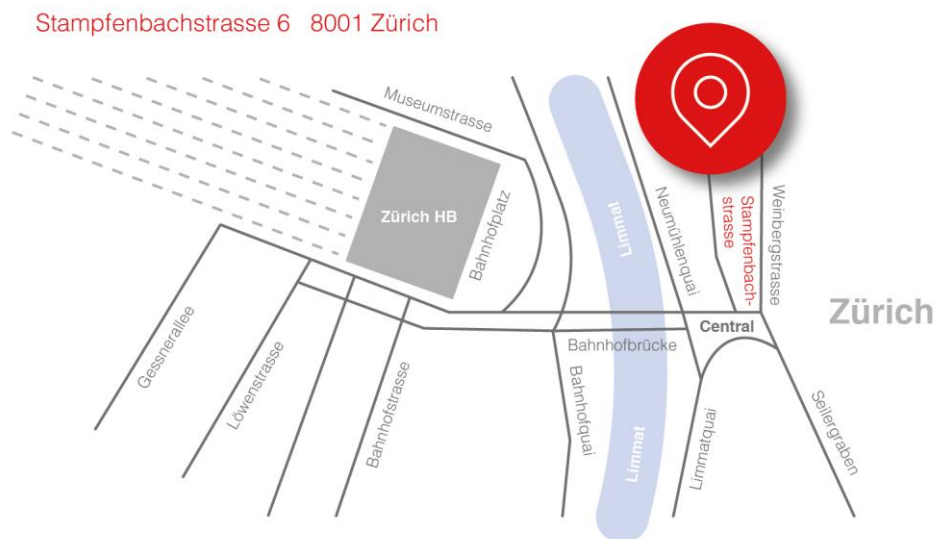 Stampfenbachstrasse 6   8001 Zürich
Museumstrasse
Zürich HB
Bahnhofplatz
Limmat
Neumühlenquai
Stampfenbach-
strasse
Weinbergstrasse
Zürich
Central
Bahnhofbrücke
Gessnerallee
Löwenstrasse
Bahnhofstrasse
Bahnhofquai
Limmat
Limmatquai
Seilergraben